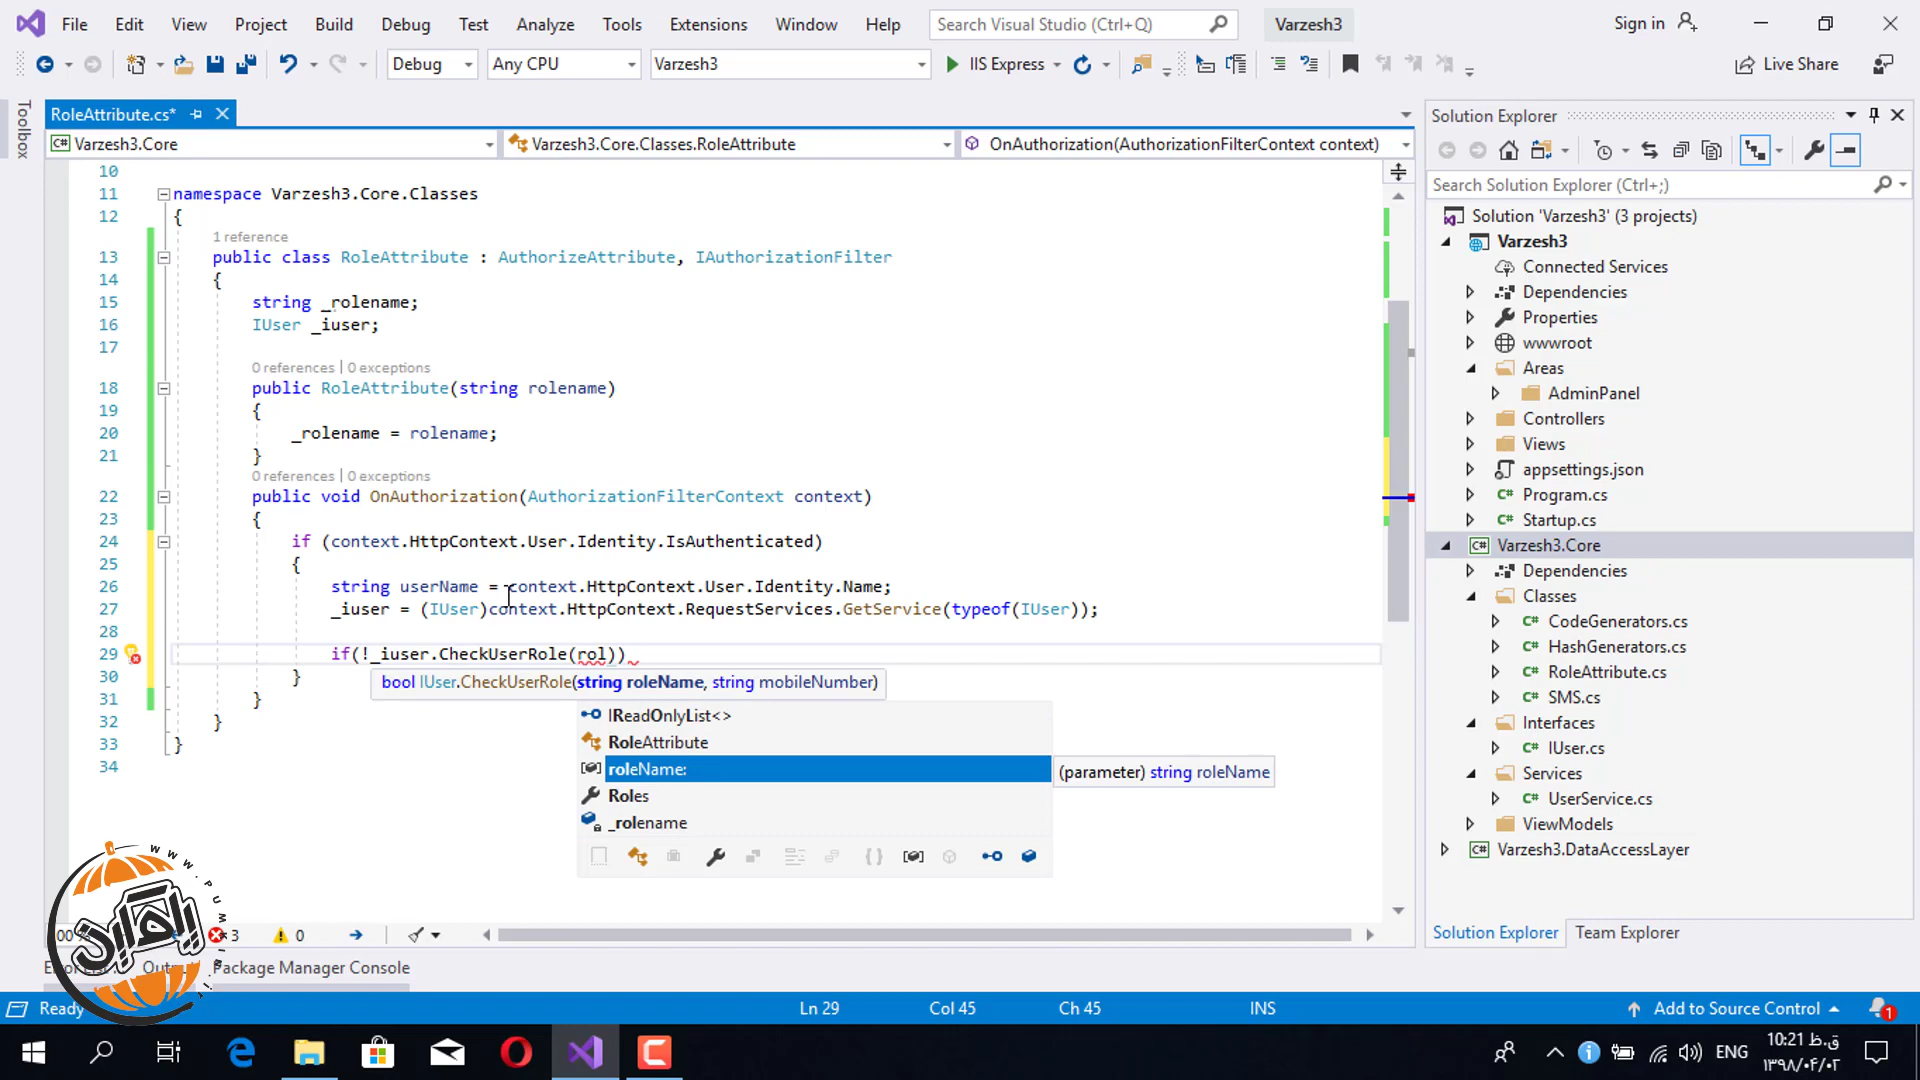 File Edit View Project Build Debug Test Analyze Tools Extensions Window Help Search Visual Studio (Ctrl+Q) Varzesh3 Sign in
Debug Any CPU Varzesh3 IIS Express Live Share
Toolbox
RoleAttribute.cs*
Varzesh3.Core Varzesh3.Core.Classes.RoleAttribute OnAuthorization(AuthorizationFilterContext context)
10
11 namespace Varzesh3.Core.Classes
12 {
1 reference
13 public class RoleAttribute : AuthorizeAttribute, IAuthorizationFilter
14 {
15 string _rolename;
16 IUser _iuser;
17
0 references | 0 exceptions
18 public RoleAttribute(string rolename)
19 {
20 _rolename = rolename;
21 }
0 references | 0 exceptions
22 public void OnAuthorization(AuthorizationFilterContext context)
23 {
24 if (context.HttpContext.User.Identity.IsAuthenticated)
25 {
26 string userName = context.HttpContext.User.Identity.Name;
27 _iuser = (IUser)context.HttpContext.RequestServices.GetService(typeof(IUser));
28
29 if(!_iuser.CheckUserRole(rol))
30 }
bool IUser.CheckUserRole(string roleName, string mobileNumber)
31 }
32 }
33 }
34
IReadOnlyList<>
RoleAttribute
roleName:
(parameter) string roleName
Roles
_rolename
3 0
Package Manager Console
Solution Explorer
Search Solution Explorer (Ctrl+;)
Solution 'Varzesh3' (3 projects)
Varzesh3
Connected Services
Dependencies
Properties
wwwroot
Areas
AdminPanel
Controllers
Views
appsettings.json
Program.cs
Startup.cs
Varzesh3.Core
Dependencies
Classes
CodeGenerators.cs
HashGenerators.cs
RoleAttribute.cs
SMS.cs
Interfaces
IUser.cs
Services
UserService.cs
ViewModels
Varzesh3.DataAccessLayer
Solution Explorer Team Explorer
Ready Ln 29 Col 45 Ch 45 INS Add to Source Control 1
ENG 10:21 ق.ظ
۱۳۹۸/۰۴/۰۲